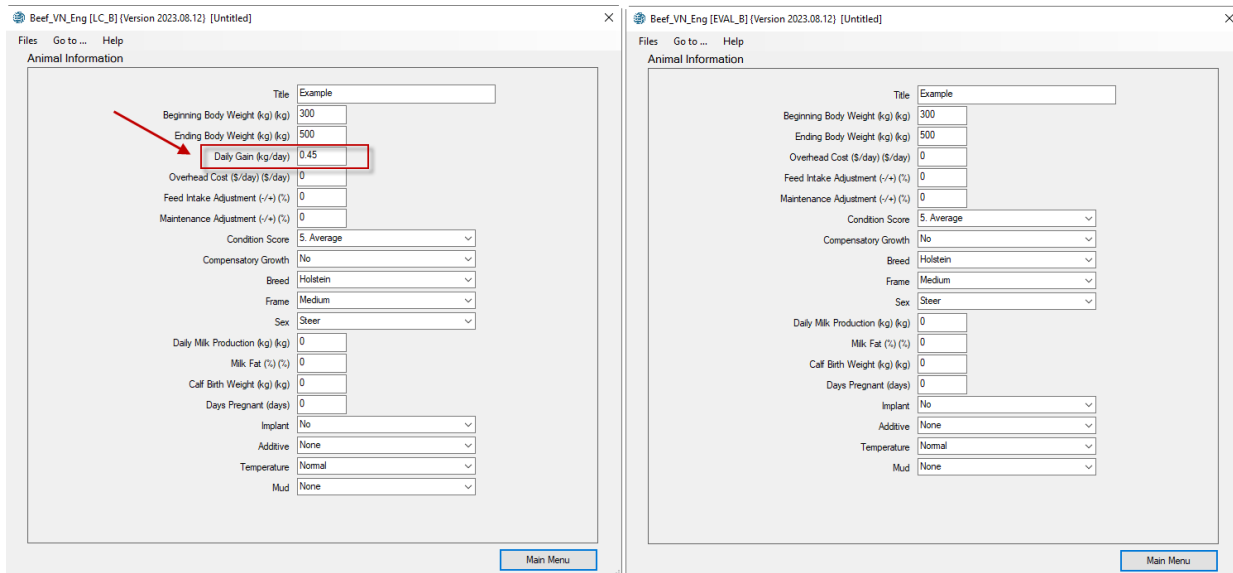 Beef_VN_Eng [LC_B] {Version 2023.08.12} [Untitled]
Files Go to ... Help
Animal Information
Title Example
Beginning Body Weight (kg) (kg) 300
Ending Body Weight (kg) (kg) 500
Daily Gain (kg/day) 0.45
Overhead Cost ($/day) ($/day) 0
Feed Intake Adjustment (-/+) (%) 0
Maintenance Adjustment (-/+) (%) 0
Condition Score 5. Average
Compensatory Growth No
Breed Holstein
Frame Medium
Sex Steer
Daily Milk Production (kg) (kg) 0
Milk Fat (%) (%) 0
Calf Birth Weight (kg) (kg) 0
Days Pregnant (days) 0
Implant No
Additive None
Temperature Normal
Mud None
Main Menu
Beef_VN_Eng [EVAL_B] {Version 2023.08.12} [Untitled]
Files Go to ... Help
Animal Information
Title Example
Beginning Body Weight (kg) (kg) 300
Ending Body Weight (kg) (kg) 500
Overhead Cost ($/day) ($/day) 0
Feed Intake Adjustment (-/+) (%) 0
Maintenance Adjustment (-/+) (%) 0
Condition Score 5. Average
Compensatory Growth No
Breed Holstein
Frame Medium
Sex Steer
Daily Milk Production (kg) (kg) 0
Milk Fat (%) (%) 0
Calf Birth Weight (kg) (kg) 0
Days Pregnant (days) 0
Implant No
Additive None
Temperature Normal
Mud None
Main Menu